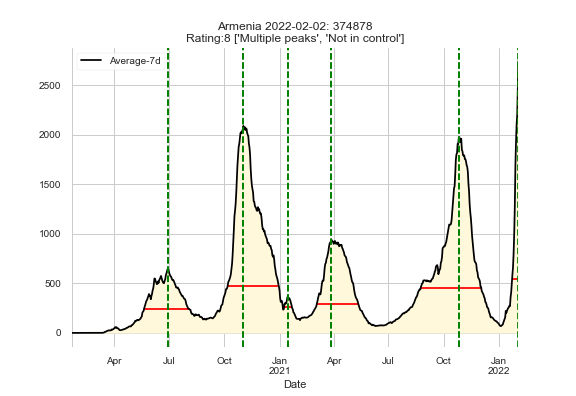 Armenia 2022-02-02: 374878
Rating:8 ['Multiple peaks', 'Not in control']
Average-7d
2500
2000
1500
1000
500
0
Apr
Jul
Oct
Jan
2021
Apr
Jul
Oct
Jan
2022
Date